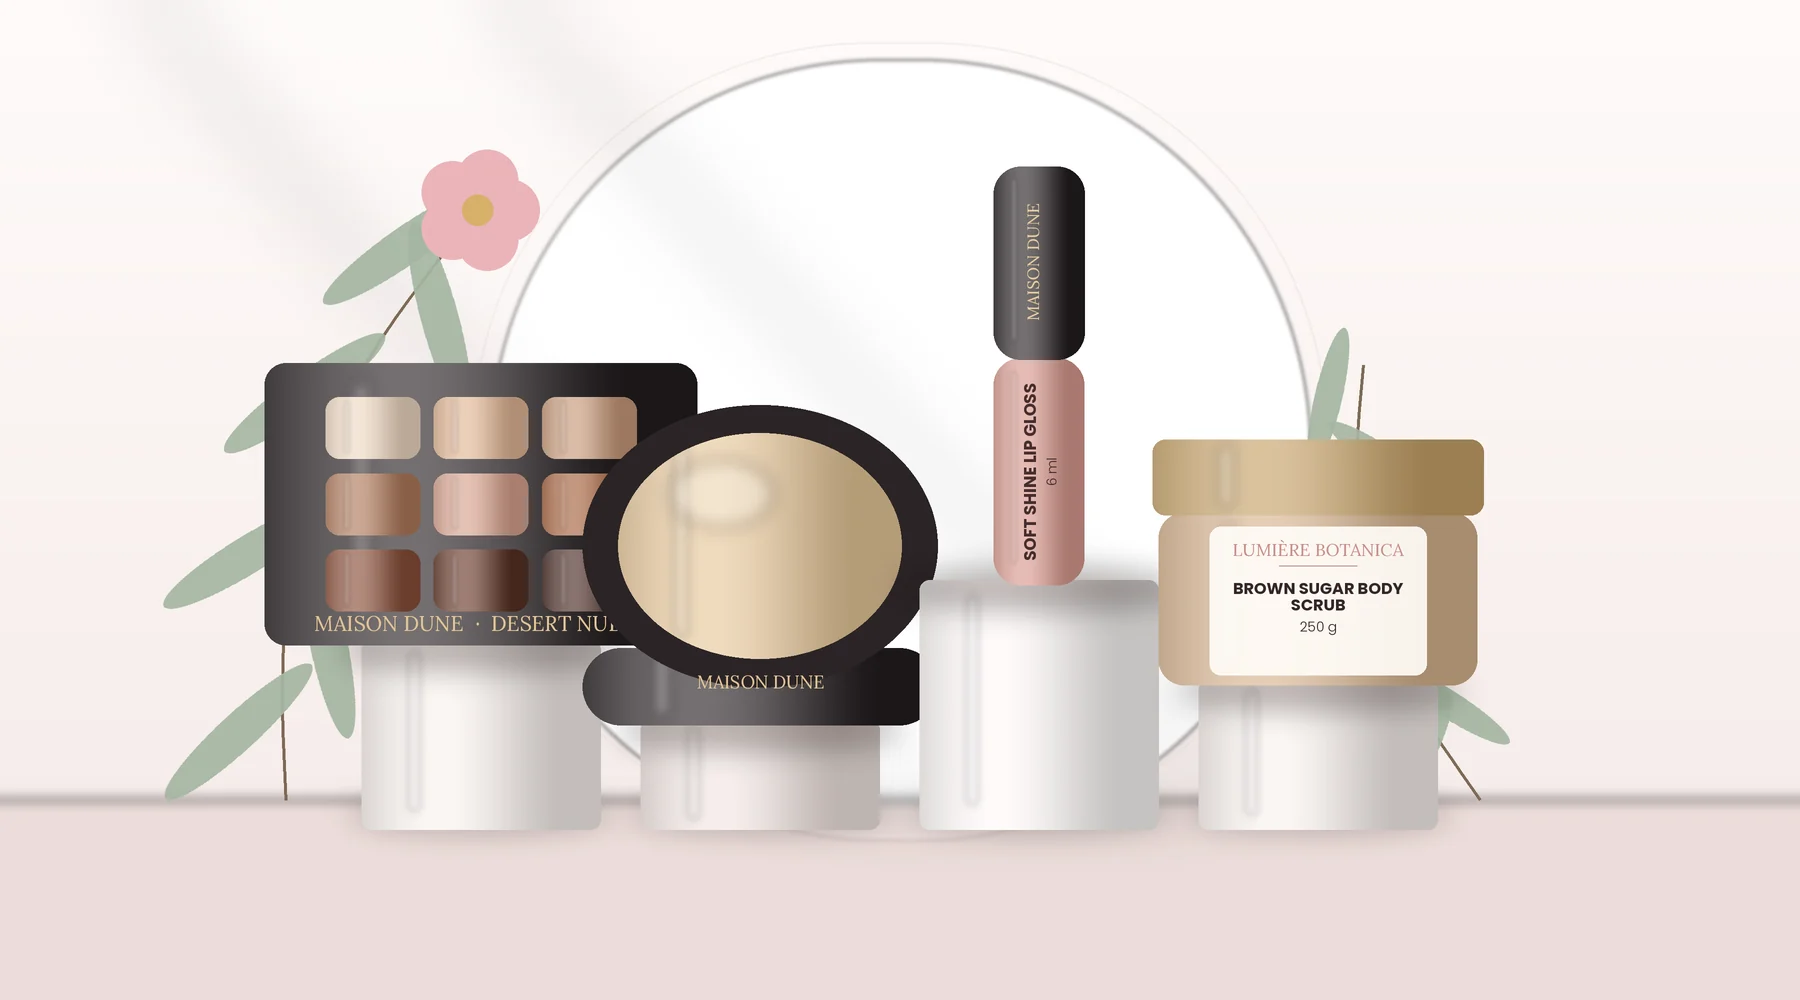 MAISON DUNE · DESERT
MAISON DUNE
MAISON DUNE
SOFT SHINE LIP GLOSS
6 ml
LUMIÈRE BOTANICA
BROWN SUGAR BODY
SCRUB
250 g